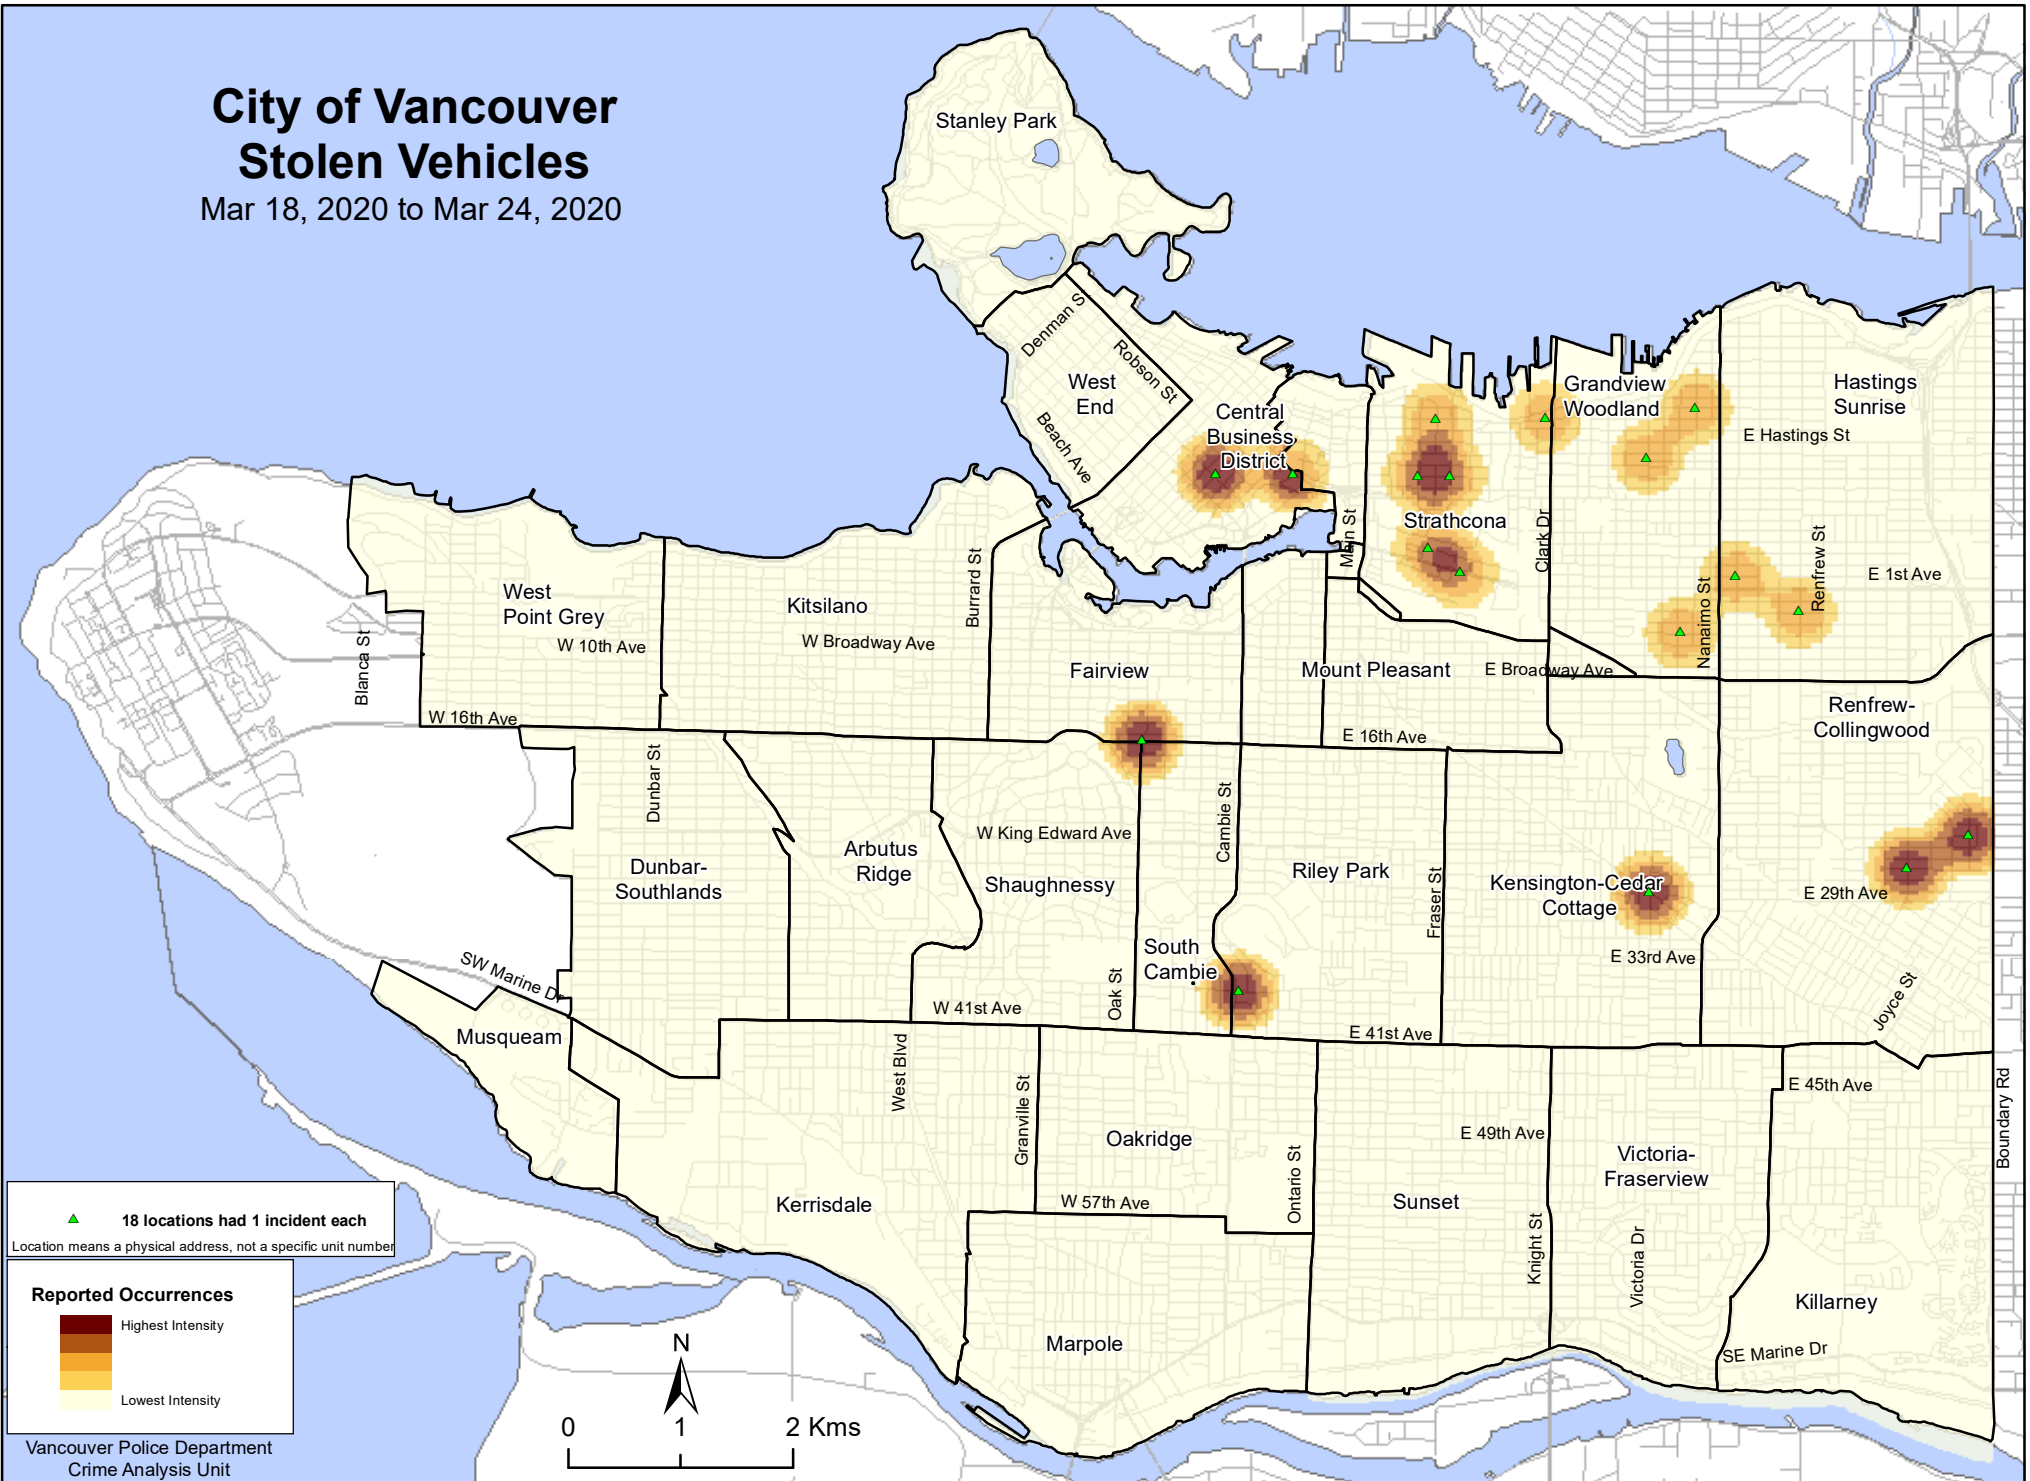 City of Vancouver
Stolen Vehicles
Mar 18, 2020 to Mar 24, 2020
Stanley Park
Denman St
Robson St
West
End
Beach Ave
Central
Business
District
Main St
Strathcona
Clark Dr
Grandview
Woodland
Hastings
Sunrise
E Hastings St
Nanaimo St
Renfrew St
E 1st Ave
West
Point Grey
W 10th Ave
Blanca St
W 16th Ave
Kitsilano
W Broadway Ave
Burrard St
Fairview
Mount Pleasant
E Broadway Ave
E 16th Ave
Renfrew-
Collingwood
Dunbar St
Dunbar-
Southlands
Arbutus
Ridge
W King Edward Ave
Shaughnessy
Cambie St
Riley Park
Fraser St
Kensington-Cedar
Cottage
E 29th Ave
E 33rd Ave
South
Cambie
Oak St
W 41st Ave
E 41st Ave
Joyce St
SW Marine Dr
Musqueam
West Blvd
Granville St
Oakridge
W 57th Ave
Ontario St
E 49th Ave
E 45th Ave
Boundary Rd
Kerrisdale
Sunset
Knight St
Victoria-
Fraserview
Victoria Dr
Killarney
SE Marine Dr
Marpole
18 locations had 1 incident each
Location means a physical address, not a specific unit number
Reported Occurrences
Highest Intensity
Lowest Intensity
Vancouver Police Department
Crime Analysis Unit
N
0 1 2 Kms